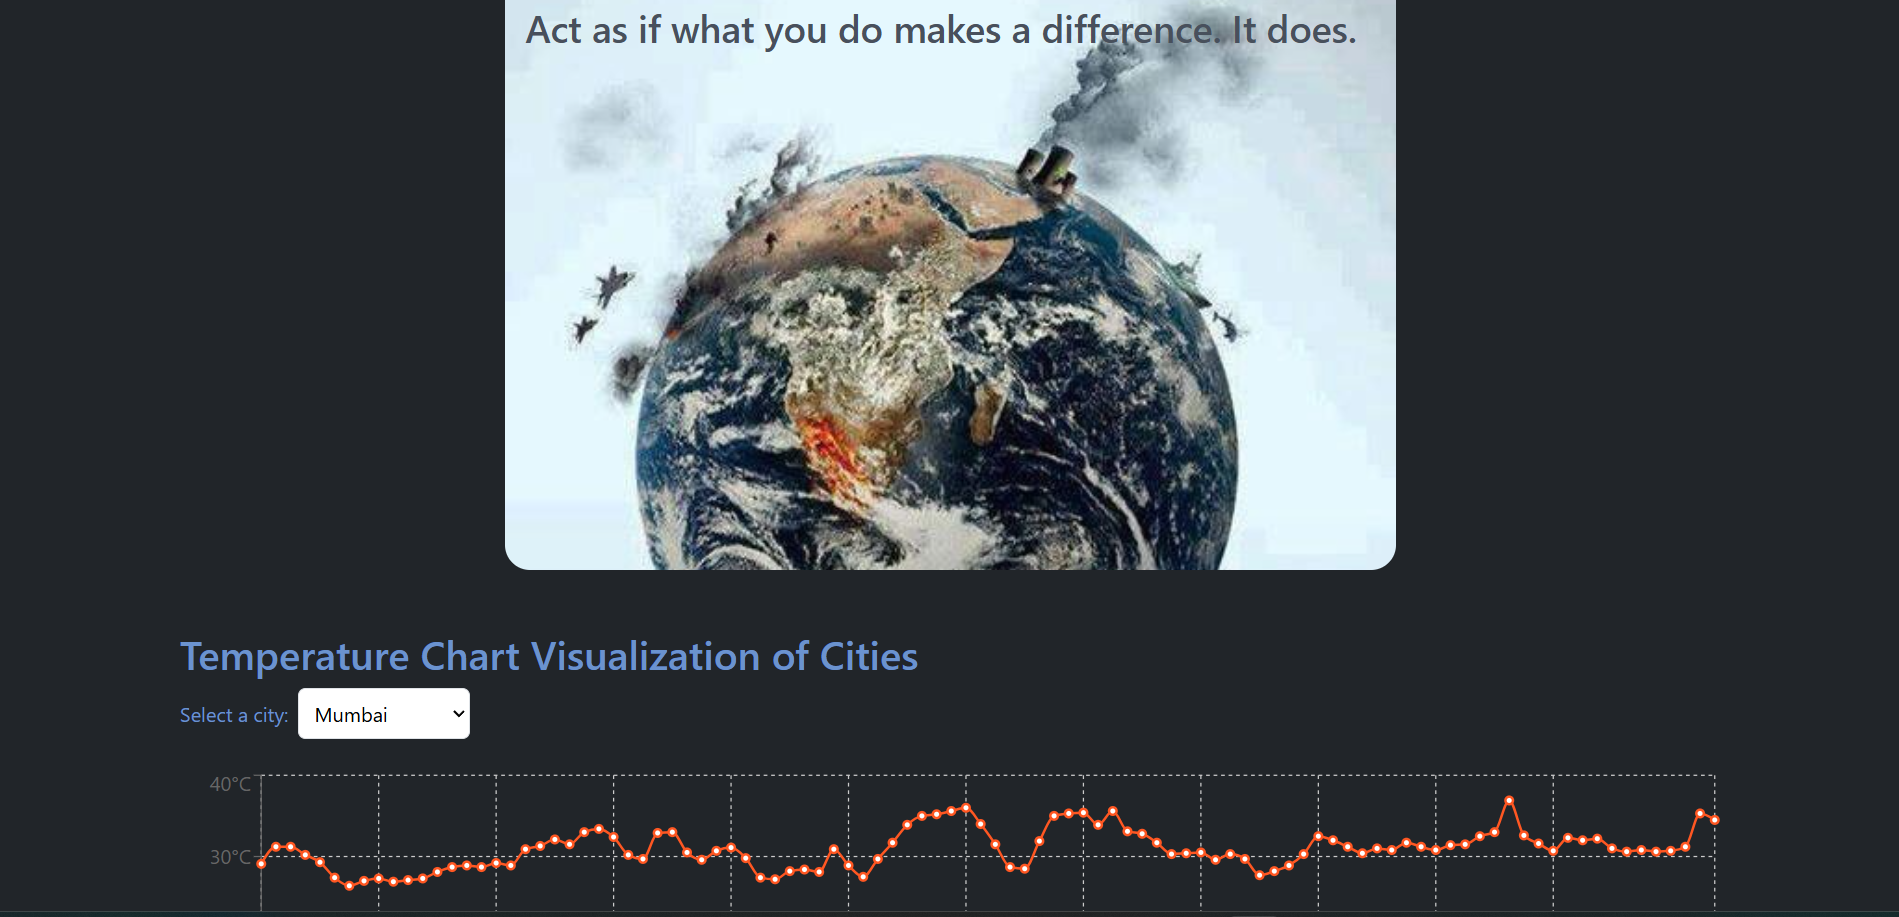 Act as if what you do makes a difference. It does.
Temperature Chart Visualization of Cities
Select a city: Mumbai
40°C
30°C